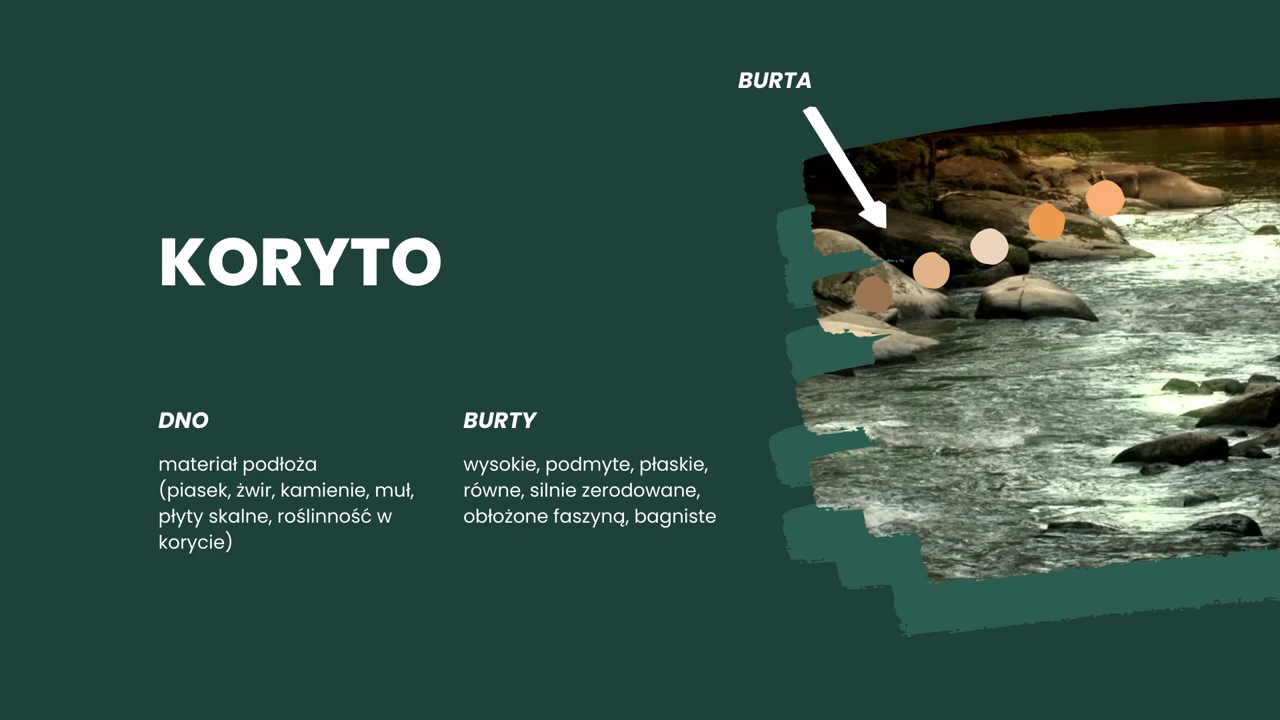 BURTA
KORYTO
DNO
materiał podłoża
(piasek, żwir, kamienie, muł,
płyty skalne, roślinność w
korycie)
BURTY
wysokie, podmyte, płaskie,
równe, silnie zerodowane,
obłożone faszyną, bagniste